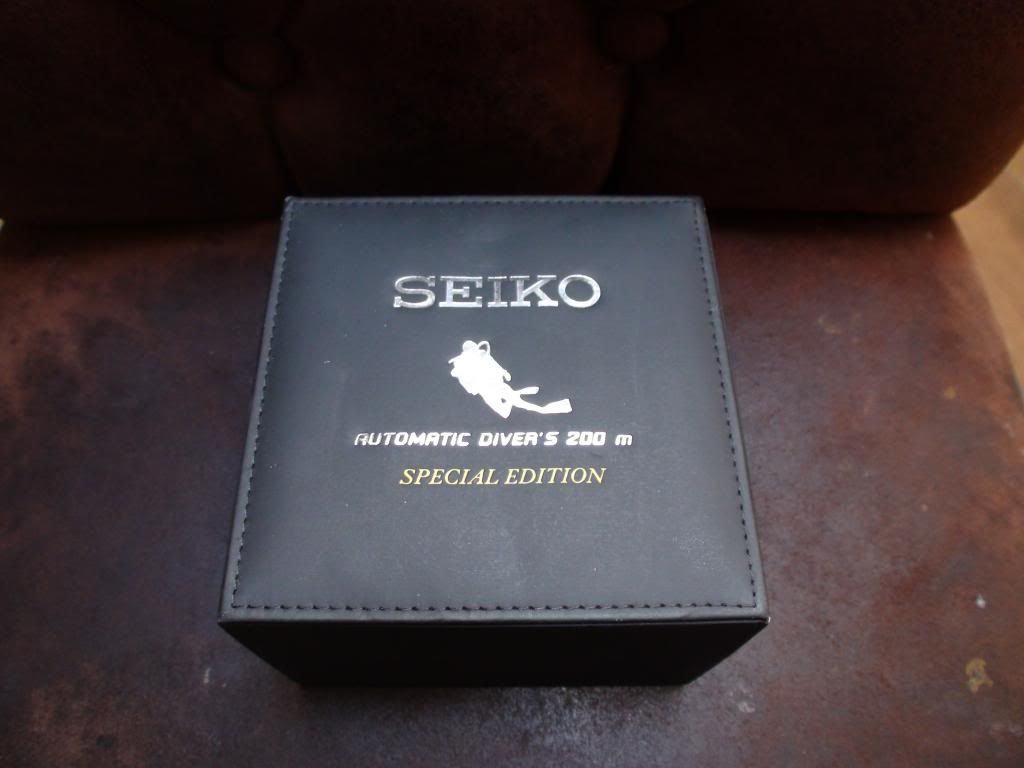 SEIKO
AUTOMATIC DIVER'S 200 m
SPECIAL EDITION